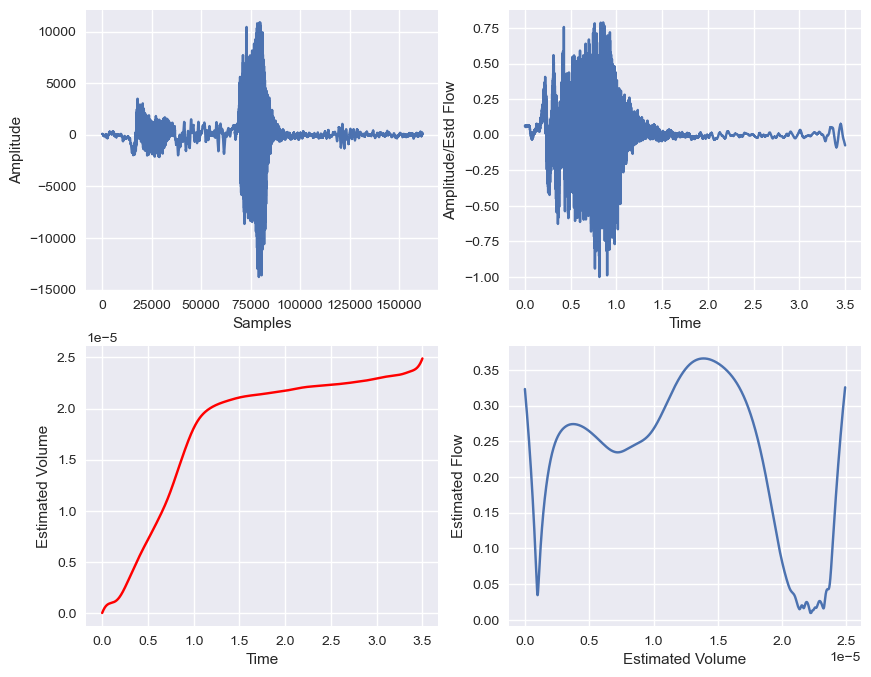 10000
5000
0
−5000
−10000
−15000
Amplitude
0 25000 50000 75000 100000 125000 150000
Samples
0.75
0.50
0.25
0.00
−0.25
−0.50
−0.75
−1.00
Amplitude/Estd Flow
0.0 0.5 1.0 1.5 2.0 2.5 3.0 3.5
Time
1e−5
2.5
2.0
1.5
1.0
0.5
0.0
Estimated Volume
0.0 0.5 1.0 1.5 2.0 2.5 3.0 3.5
Time
0.35
0.30
0.25
0.20
0.15
0.10
0.05
0.00
Estimated Flow
0.0 0.5 1.0 1.5 2.0 2.5
Estimated Volume
1e−5